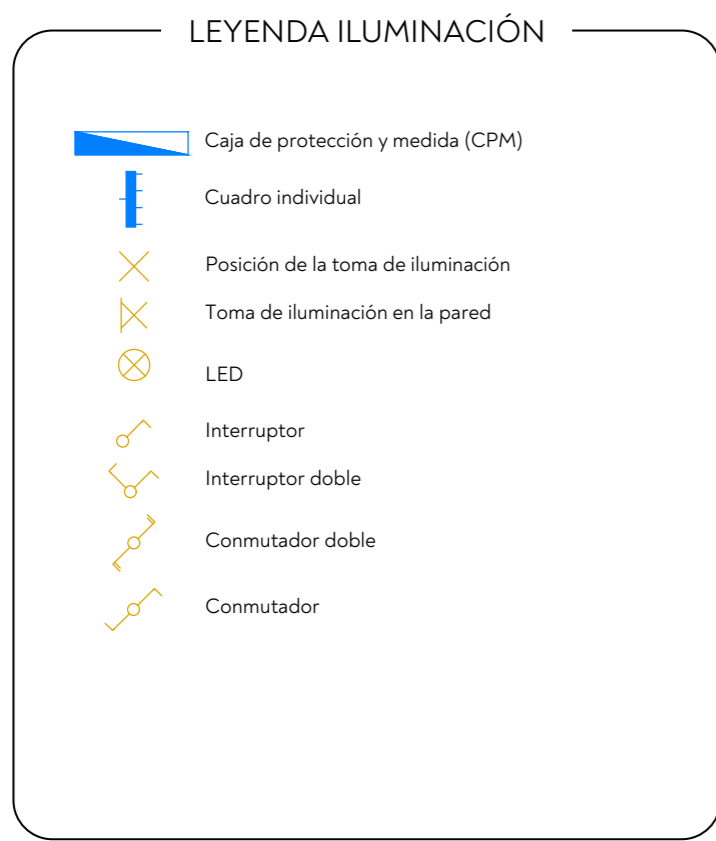 LEYENDA ILUMINACIÓN
Caja de protección y medida (CPM)
Cuadro individual
Posición de la toma de iluminación
Toma de iluminación en la pared
LED
Interruptor
Interruptor doble
Conmutador doble
Conmutador